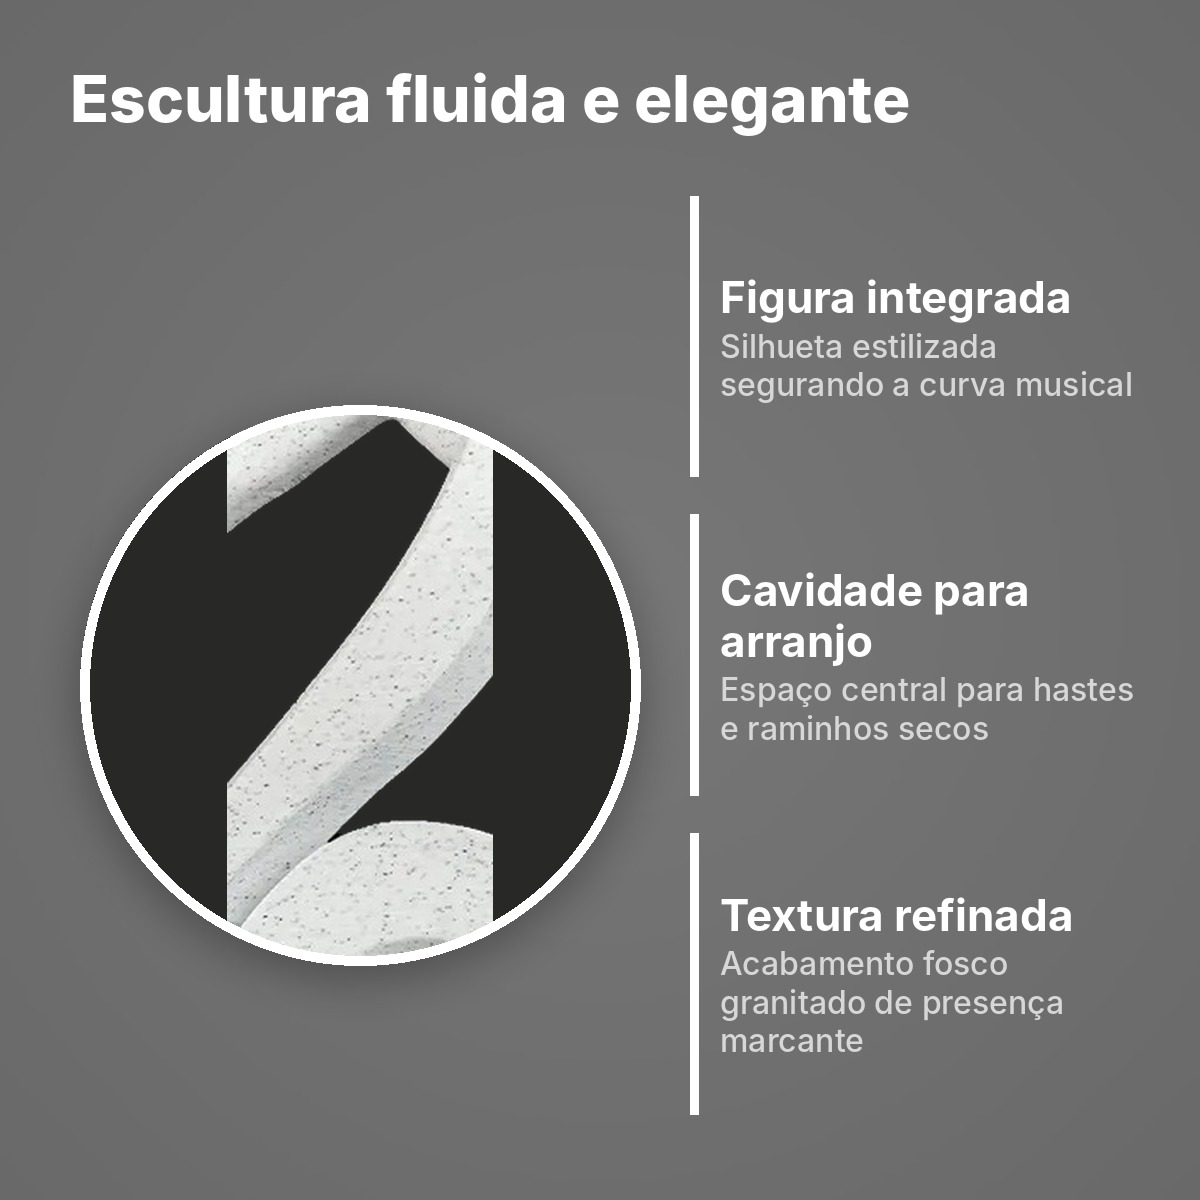 Escultura fluida e elegante
Figura integrada
Silhueta estilizada
segurando a curva musical
Cavidade para
arranjo
Espaço central para hastes
e raminhos secos
Textura refinada
Acabamento fosco
granitado de presença
marcante